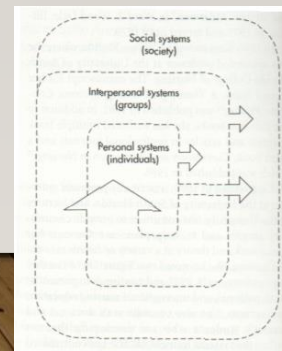 Social systems
(society)
Interpersonal systems
(groups)
Personal systems
(individuals)